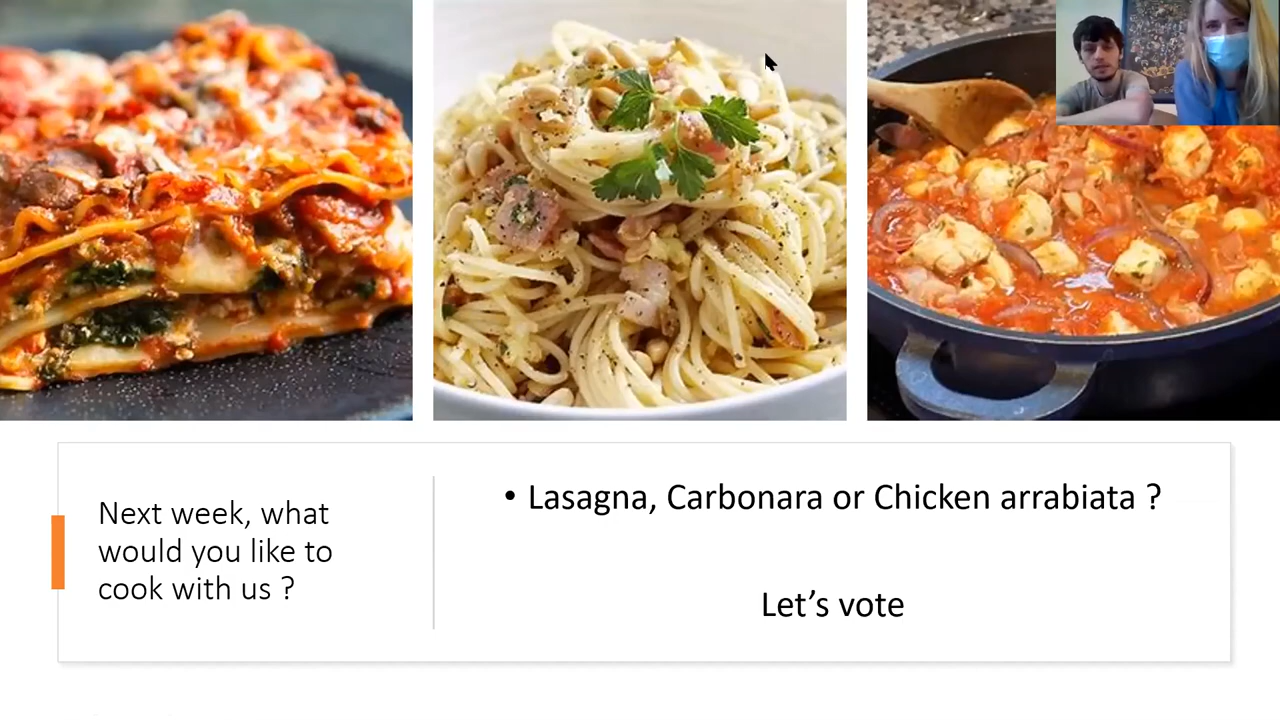 Next week, what
would you like to
cook with us ?
• Lasagna, Carbonara or Chicken arrabiata ?
Let’s vote